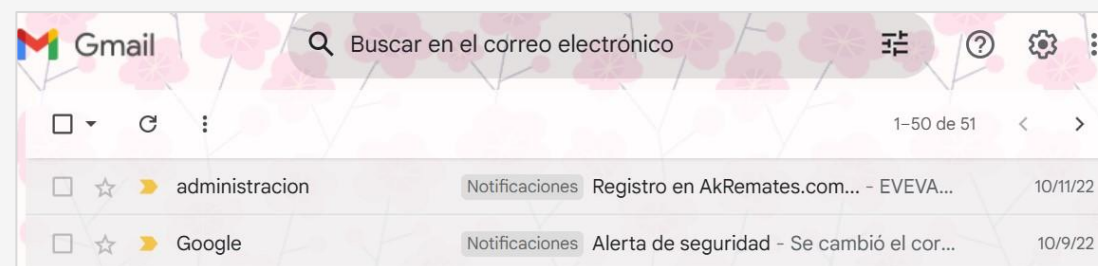 Gmail Buscar en el correo electrónico
1–50 de 51
administracion Notificaciones Registro en AkRemates.com... - EVEVA... 10/11/22
Google Notificaciones Alerta de seguridad - Se cambió el cor... 10/9/22